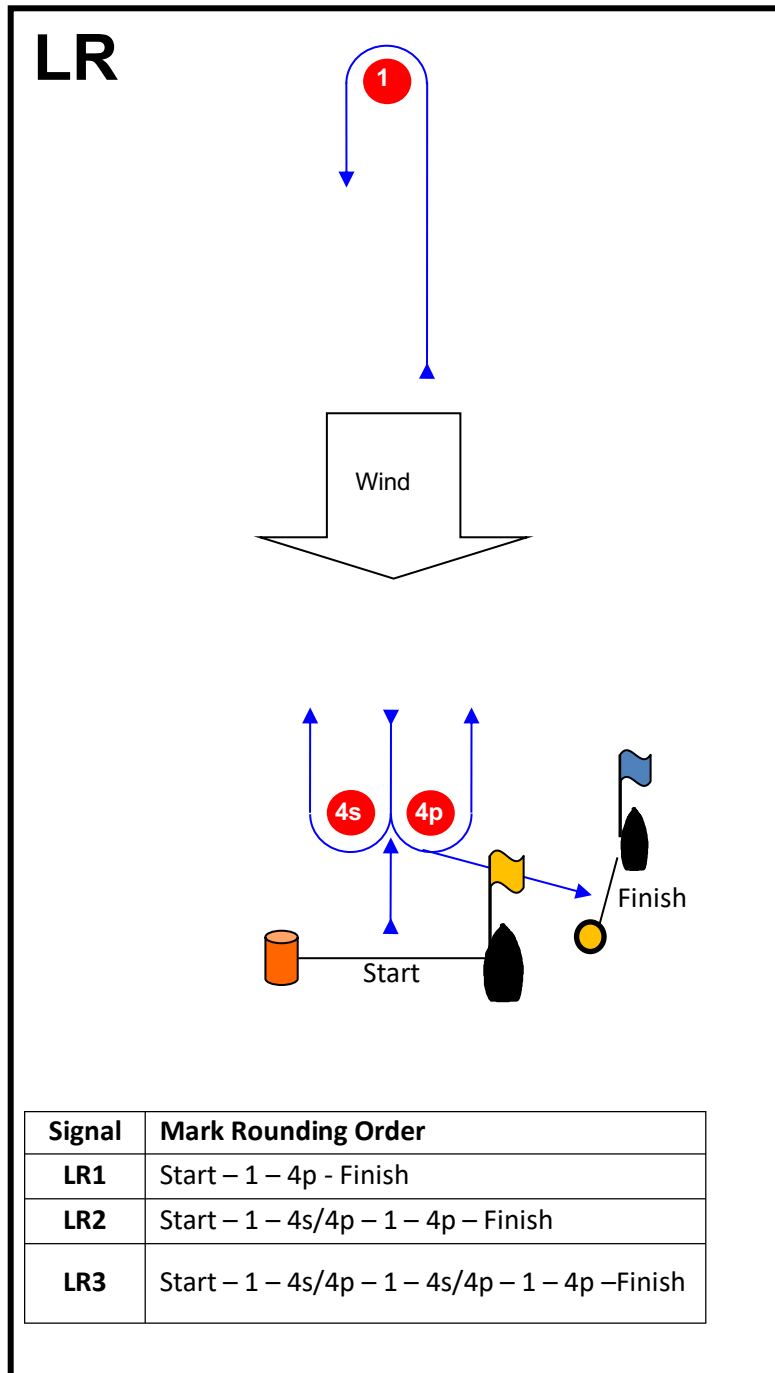 LR
1
Wind
4s 4p
Finish
Start
Signal Mark Rounding Order
LR1 Start – 1 – 4p - Finish
LR2 Start – 1 – 4s/4p – 1 – 4p – Finish
LR3 Start – 1 – 4s/4p – 1 – 4s/4p – 1 – 4p –Finish